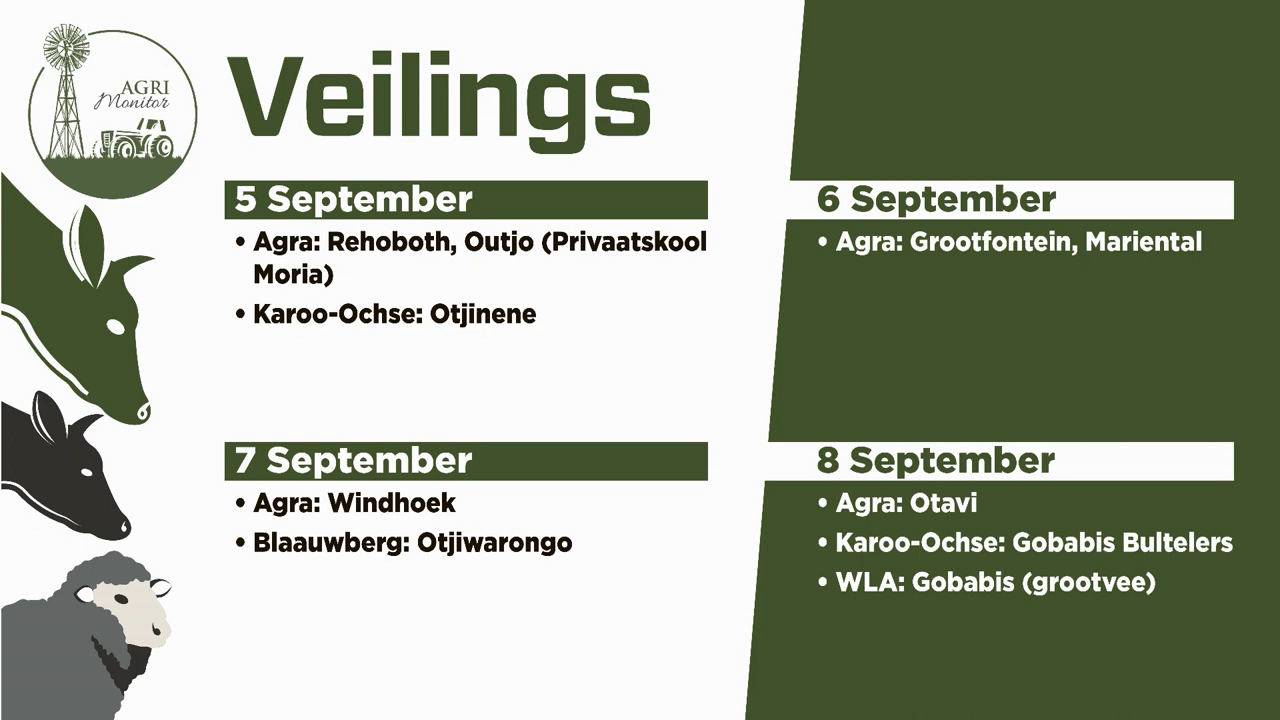 AGRI
Monitor
Veilings
5 September
• Agra: Rehoboth, Outjo (Privaatskool
Moria)
• Karoo-Ochse: Otjinene
6 September
• Agra: Grootfontein, Mariental
7 September
• Agra: Windhoek
• Blaauwberg: Otjiwarongo
8 September
• Agra: Otavi
• Karoo-Ochse: Gobabis Bultelers
• WLA: Gobabis (grootvee)